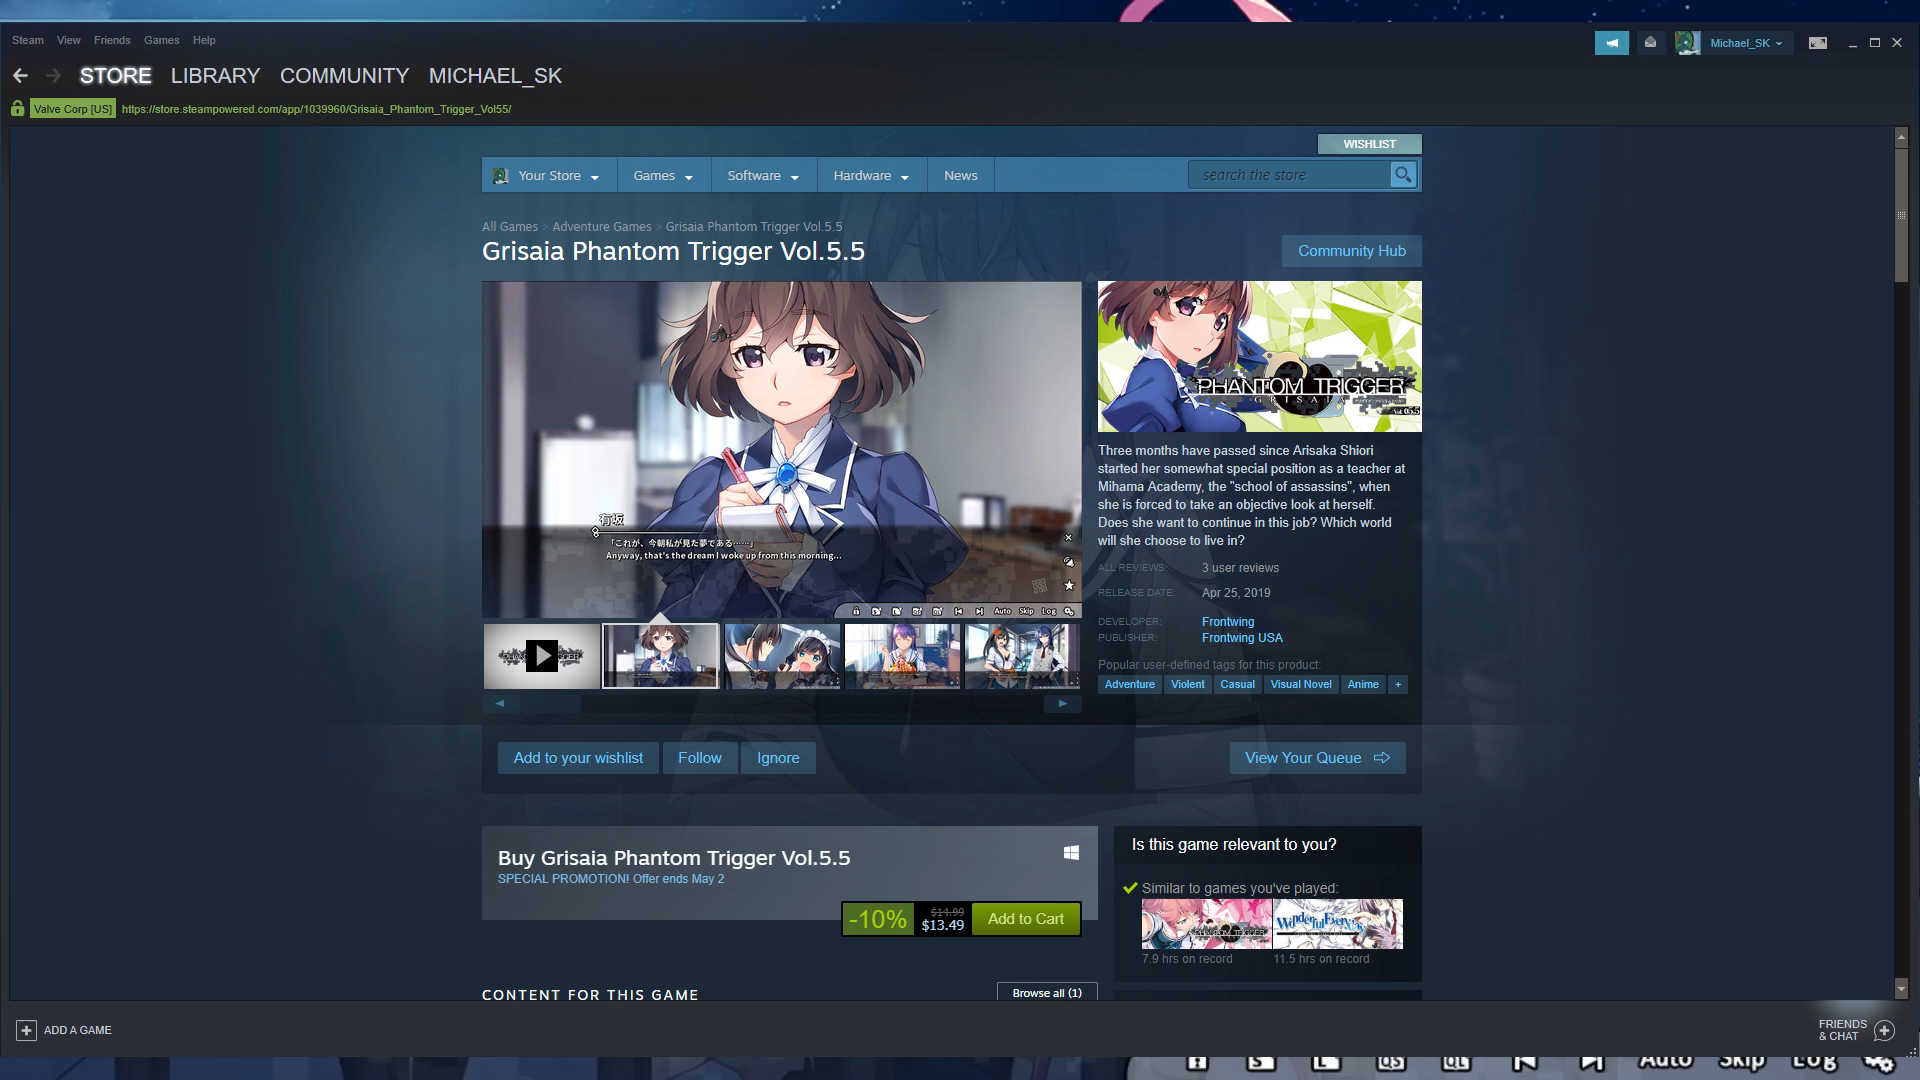 Steam View Friends Games Help
Michael_SK
STORE LIBRARY COMMUNITY MICHAEL_SK
Valve Corp [US] https://store.steampowered.com/app/1039960/Grisaia_Phantom_Trigger_Vol55/
WISHLIST
Your Store Games Software Hardware News search the store
All Games > Adventure Games > Grisaia Phantom Trigger Vol.5.5
Grisaia Phantom Trigger Vol.5.5
Community Hub
有坂
「これが、今朝私が見た夢である……」
Anyway, that's the dream I woke up from this morning...
Auto Skip Log
PHANTOM TRIGGER
GRISAIA
Vol.05.5
Three months have passed since Arisaka Shiori
started her somewhat special position as a teacher at
Mihama Academy, the "school of assassins", when
she is forced to take an objective look at herself.
Does she want to continue in this job? Which world
will she choose to live in?
ALL REVIEWS: 3 user reviews
RELEASE DATE: Apr 25, 2019
DEVELOPER: Frontwing
PUBLISHER: Frontwing USA
Popular user-defined tags for this product:
Adventure Violent Casual Visual Novel Anime +
Add to your wishlist Follow Ignore
View Your Queue
Buy Grisaia Phantom Trigger Vol.5.5
SPECIAL PROMOTION! Offer ends May 2
-10% $14.99
$13.49
Add to Cart
Is this game relevant to you?
Similar to games you've played:
PHANTOM TRIGGER
Wonderful Everyday
7.9 hrs on record 11.5 hrs on record
CONTENT FOR THIS GAME
Browse all (1)
ADD A GAME
FRIENDS
& CHAT
S L QS QL Auto Skip Log